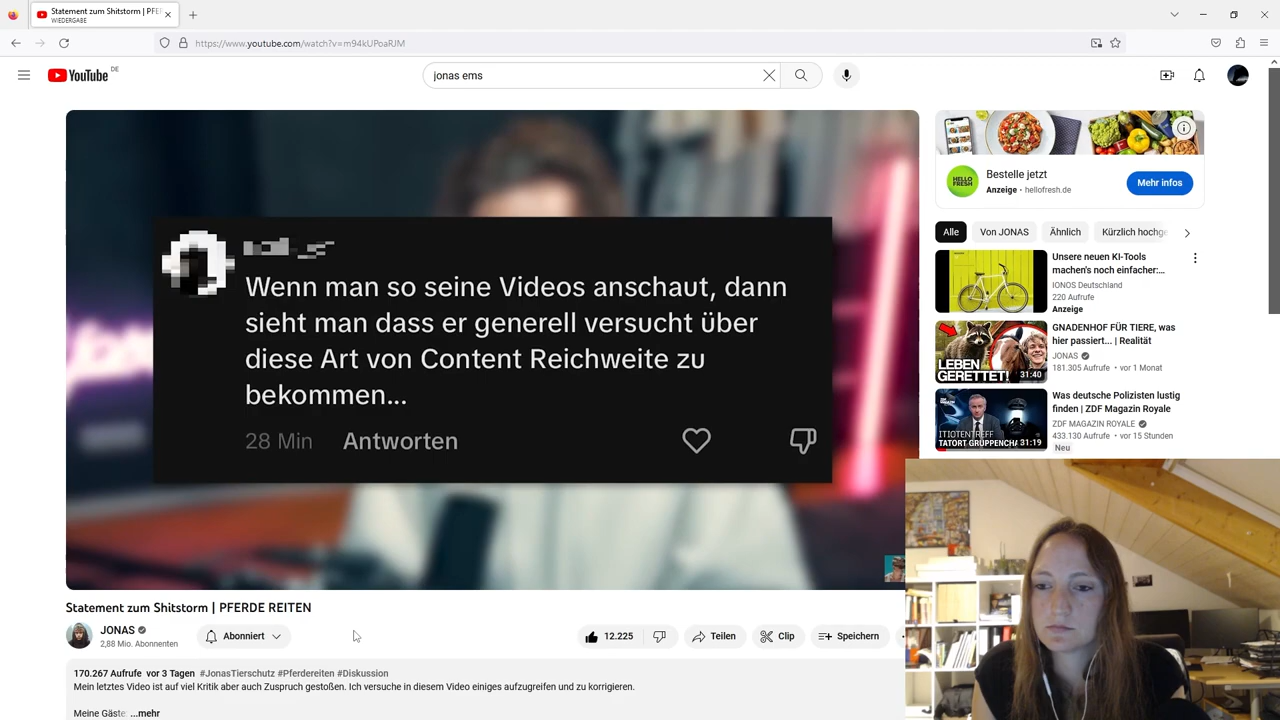 Statement zum Shitstorm | PFE
WIEDERGABE
https://www.youtube.com/watch?v=m94kUPoaRJM
YouTube DE
jonas ems
Wenn man so seine Videos anschaut, dann
sieht man dass er generell versucht über
diese Art von Content Reichweite zu
bekommen...
28 Min Antworten
Statement zum Shitstorm | PFERDE REITEN
JONAS
2,88 Mio. Abonnenten
Abonniert
12.225
Teilen
Clip
Speichern
170.267 Aufrufe vor 3 Tagen #JonasTierschutz #Pferdereiten #Diskussion
Mein letztes Video ist auf viel Kritik aber auch Zuspruch gestoßen. Ich versuche in diesem Video einiges aufzugreifen und zu korrigieren.
Meine Gäste ...mehr
HELLO
FRESH
Bestelle jetzt
Anzeige • hellofresh.de
Mehr infos
Alle
Von JONAS
Ähnlich
Kürzlich hochge
Unsere neuen KI-Tools
machen's noch einfacher:...
IONOS Deutschland
220 Aufrufe
Anzeige
LEBEN
GERETTET!
31:40
GNADENHOF FÜR TIERE, was
hier passiert... | Realität
JONAS
181.305 Aufrufe • vor 1 Monat
ITIOTENTREFF
TATORT GRUPPENCHA
31:19
Was deutsche Polizisten lustig
finden | ZDF Magazin Royale
ZDF MAGAZIN ROYALE
433.130 Aufrufe • vor 15 Stunden
Neu